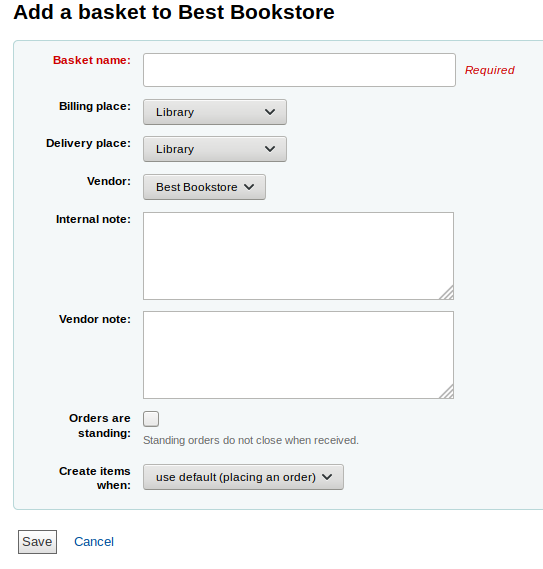 Add a basket to Best Bookstore
Basket name: Required
Billing place: Library
Delivery place: Library
Vendor: Best Bookstore
Internal note:
Vendor note:
Orders are
standing:
Standing orders do not close when received.
Create items
when: use default (placing an order)
Save Cancel